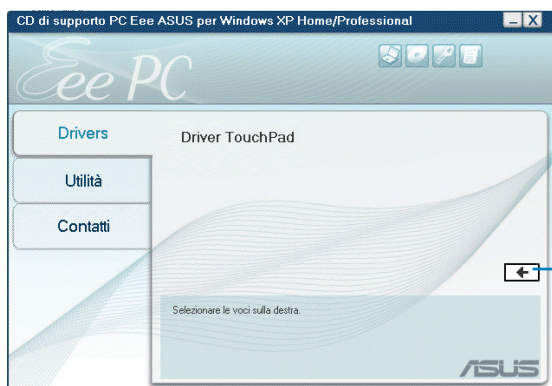 CD di supporto PC Eee ASUS per Windows XP Home/Professional
Eee PC
Drivers
Driver TouchPad
Utilità
Contatti
Selezionare le voci sulla destra.
ASUS